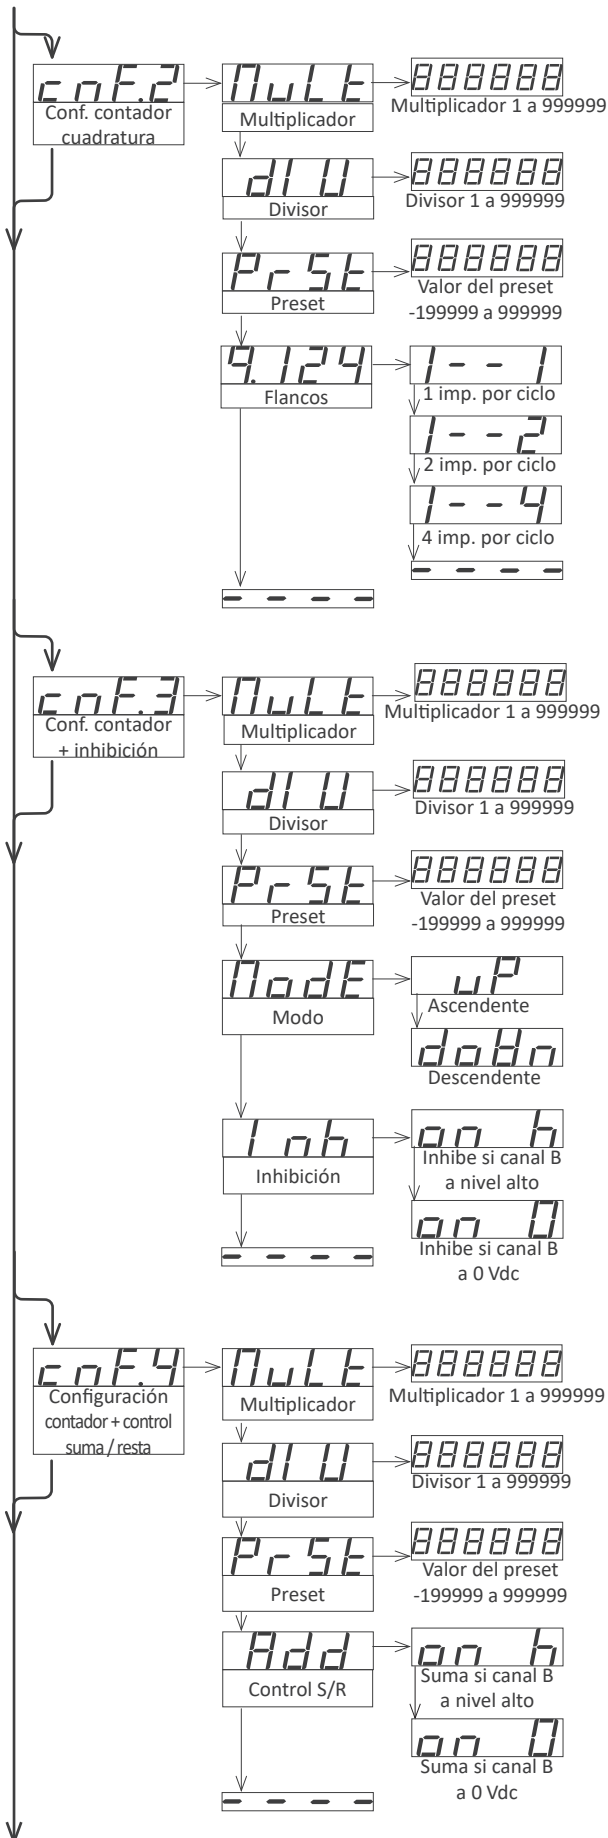 cnF.2
Conf. contador
cuadratura
MuLt
Multiplicador
888888
Multiplicador 1 a 999999
dIV
Divisor
888888
Divisor 1 a 999999
PrSt
Preset
888888
Valor del preset
-199999 a 999999
q.124
Flancos
1--1
1 imp. por ciclo
1--2
2 imp. por ciclo
1--4
4 imp. por ciclo
- - - -
- - - -
cnF.3
Conf. contador
+ inhibición
MuLt
Multiplicador
888888
Multiplicador 1 a 999999
dIV
Divisor
888888
Divisor 1 a 999999
PrSt
Preset
888888
Valor del preset
-199999 a 999999
ModE
Modo
uP
Ascendente
doWn
Descendente
Inh
Inhibición
on h
Inhibe si canal B
a nivel alto
on 0
Inhibe si canal B
a 0 Vdc
- - - -
cnF.4
Configuración
contador + control
suma / resta
MuLt
Multiplicador
888888
Multiplicador 1 a 999999
dIV
Divisor
888888
Divisor 1 a 999999
PrSt
Preset
888888
Valor del preset
-199999 a 999999
Add
Control S/R
on h
Suma si canal B
a nivel alto
on 0
Suma si canal B
a 0 Vdc
- - - -